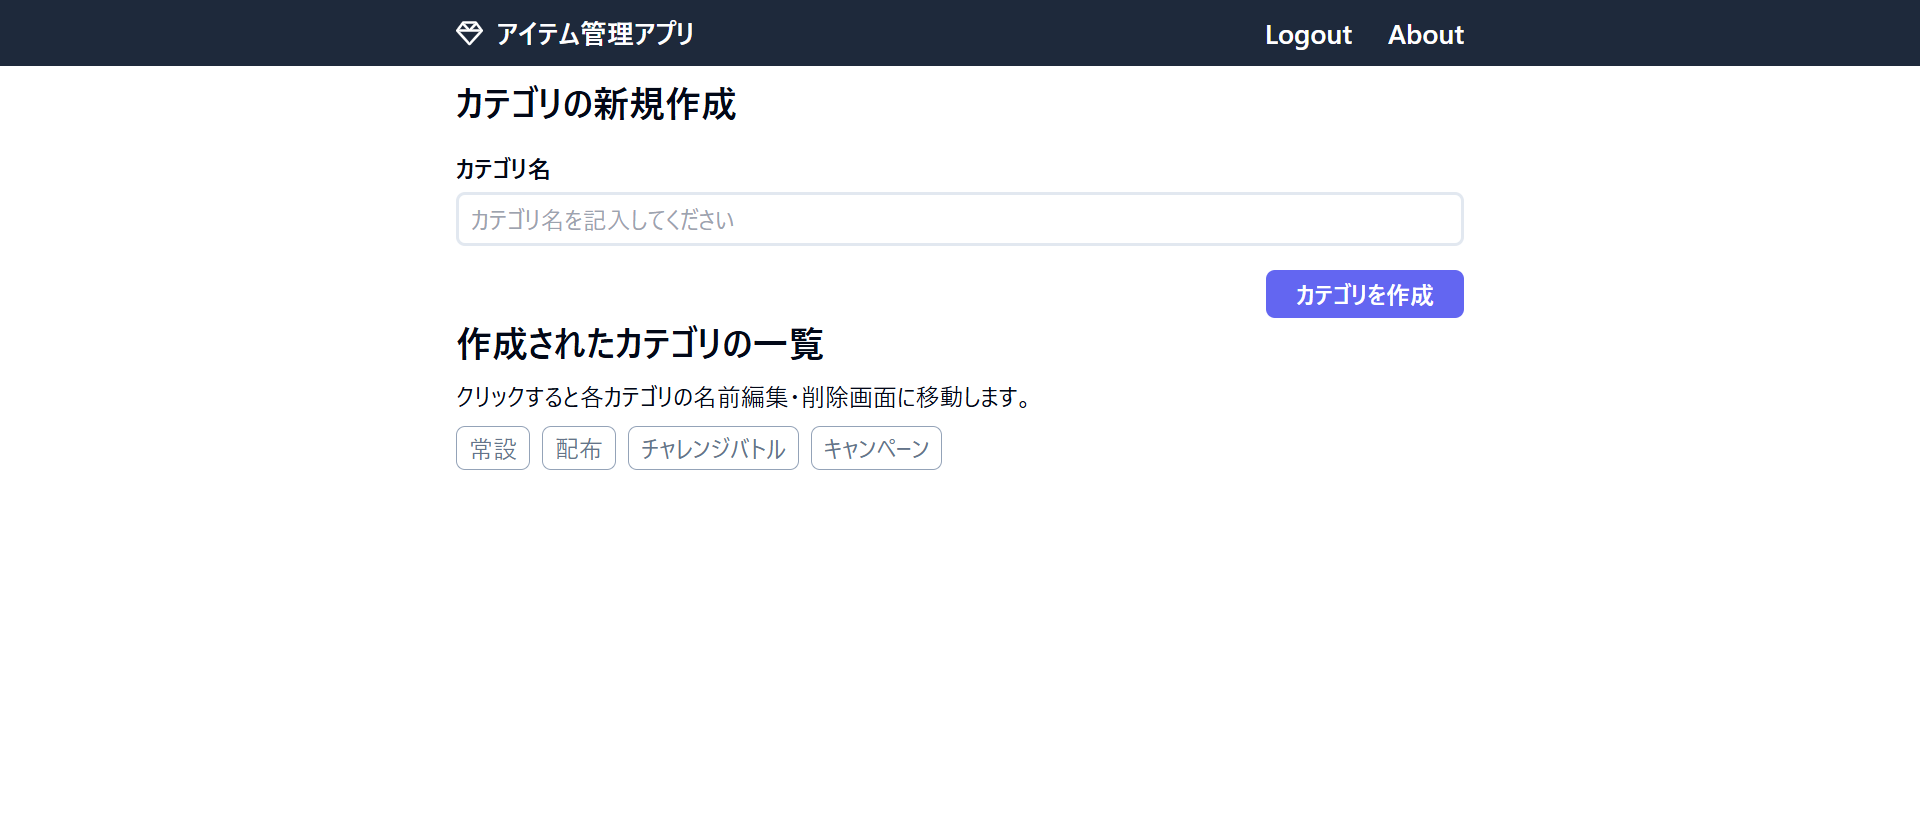 アイテム管理アプリ Logout About
カテゴリの新規作成
カテゴリ名
カテゴリ名を記入してください
カテゴリを作成
作成されたカテゴリの一覧
クリックすると各カテゴリの名前編集・削除画面に移動します。
常設 配布 チャレンジバトル キャンペーン